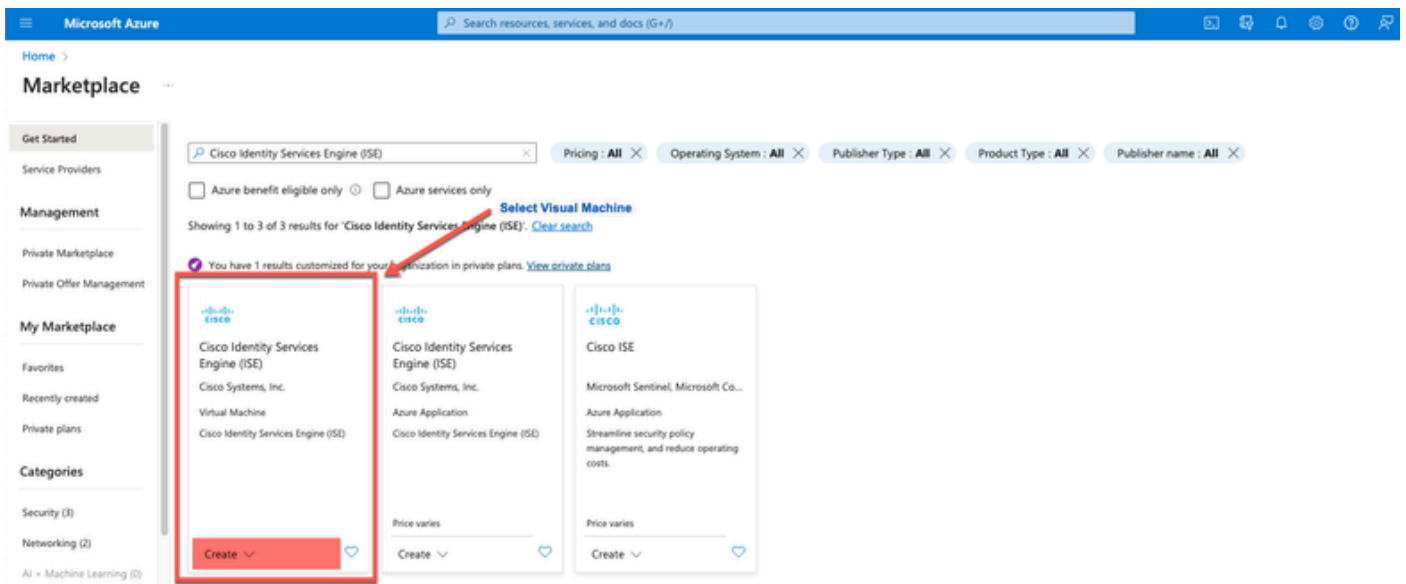 Microsoft Azure
Search resources, services, and docs (G+/)
Home >
Marketplace ...
Get Started
Service Providers
Management
Private Marketplace
Private Offer Management
My Marketplace
Favorites
Recently created
Private plans
Categories
Security (3)
Networking (2)
AI + Machine Learning (0)
Cisco Identity Services Engine (ISE)
Pricing : All
Operating System : All
Publisher Type : All
Product Type : All
Publisher name : All
Azure benefit eligible only
Azure services only
Select Visual Machine
Showing 1 to 3 of 3 results for 'Cisco Identity Services Engine (ISE)'. Clear search
You have 1 results customized for your organization in private plans. View private plans
CISCO
Cisco Identity Services
Engine (ISE)
Cisco Systems, Inc.
Virtual Machine
Cisco Identity Services Engine (ISE)
Create
CISCO
Cisco Identity Services
Engine (ISE)
Cisco Systems, Inc.
Azure Application
Cisco Identity Services Engine (ISE)
Price varies
Create
CISCO
Cisco ISE
Microsoft Sentinel, Microsoft Co...
Azure Application
Streamline security policy
management, and reduce operating
costs.
Price varies
Create